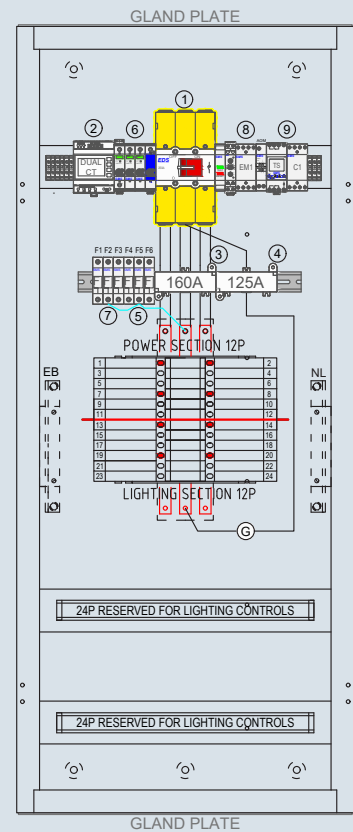 GLAND PLATE
1
2
6
8
9
ACM
DUAL
CT
EDS
EM1
TS
C1
3
4
F1 F2 F3 F4 F5 F6
160A
125A
7
5
POWER SECTION 12P
EB
NL
1 2
3 4
5 6
7 8
9 10
11 12
13 14
15 16
17 18
19 20
21 22
23 24
LIGHTING SECTION 12P
G
24P RESERVED FOR LIGHTING CONTROLS
24P RESERVED FOR LIGHTING CONTROLS
GLAND PLATE